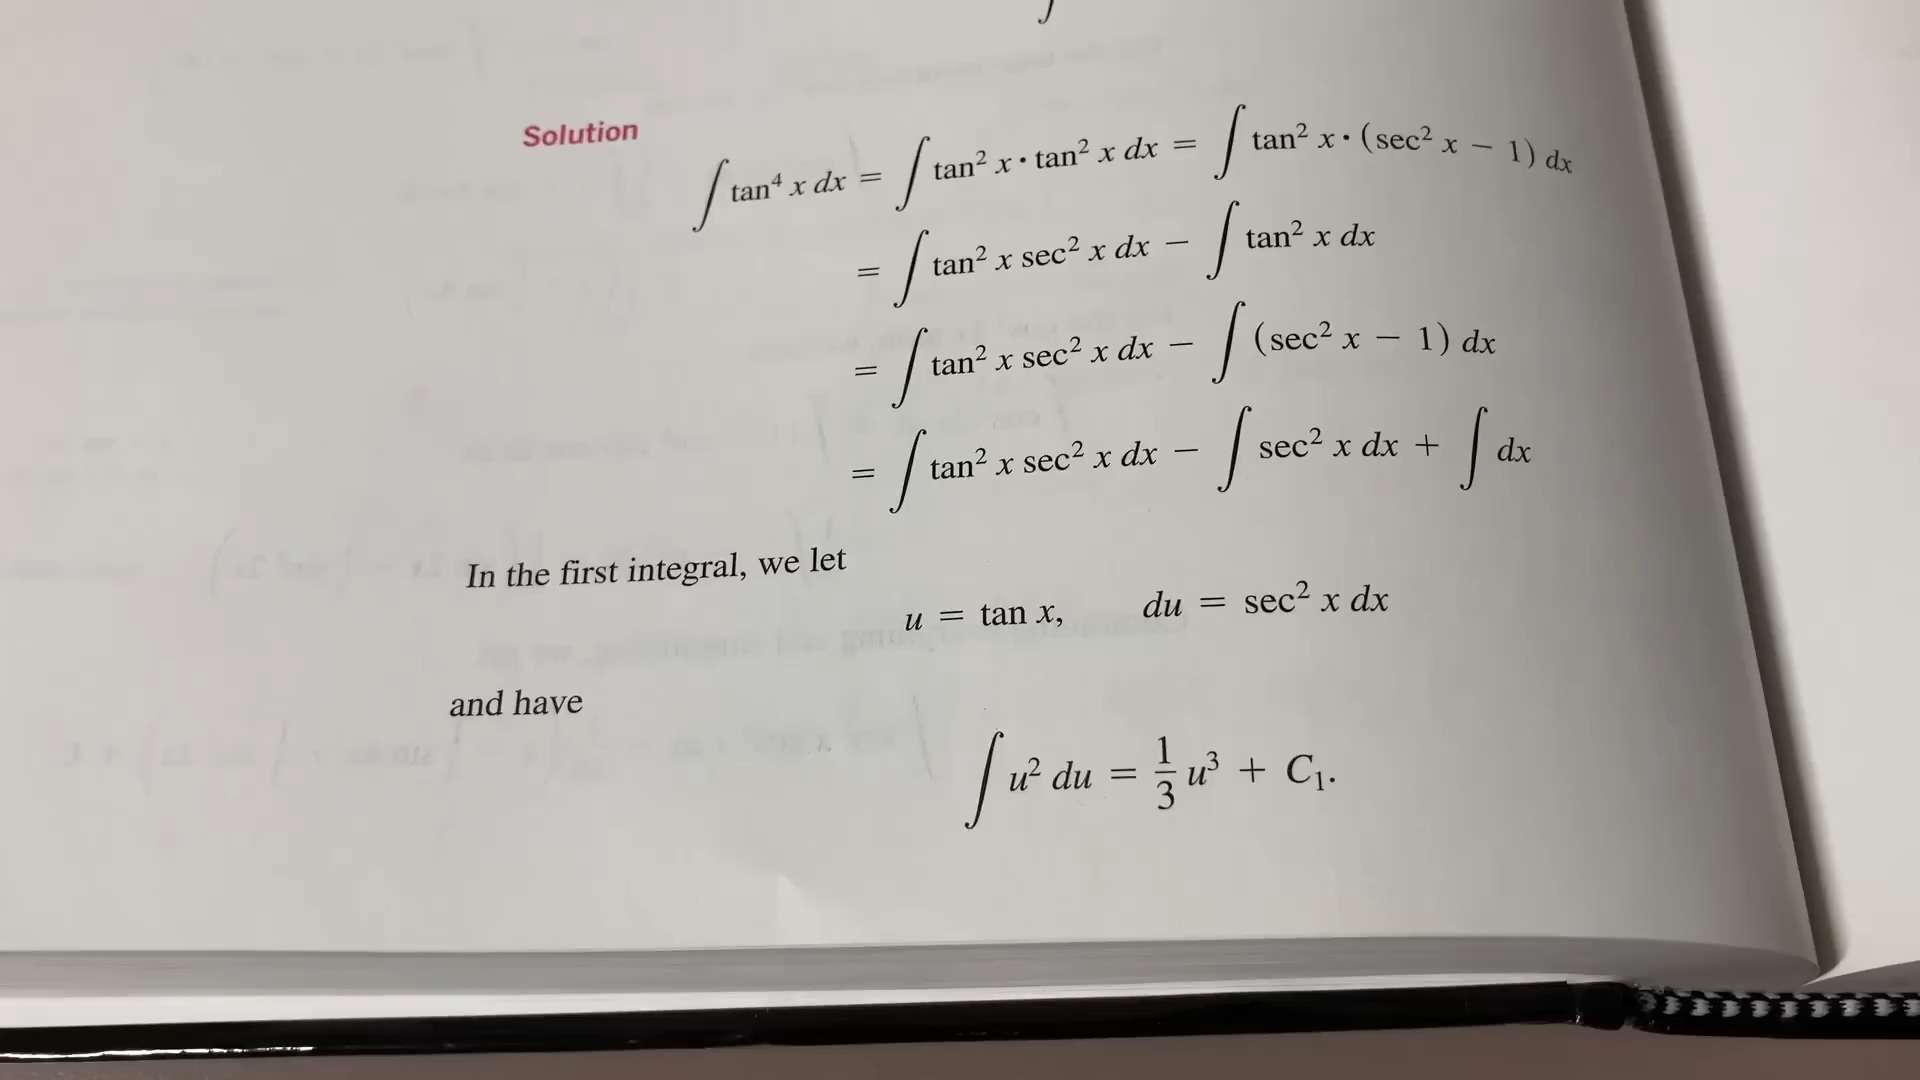 Solution
∫ tan⁴ x dx = ∫ tan² x · tan² x dx = ∫ tan² x · (sec² x − 1) dx
= ∫ tan² x sec² x dx − ∫ tan² x dx
= ∫ tan² x sec² x dx − ∫ (sec² x − 1) dx
= ∫ tan² x sec² x dx − ∫ sec² x dx + ∫ dx
In the first integral, we let
u = tan x, du = sec² x dx
and have
∫ u² du = 1/3 u³ + C₁.